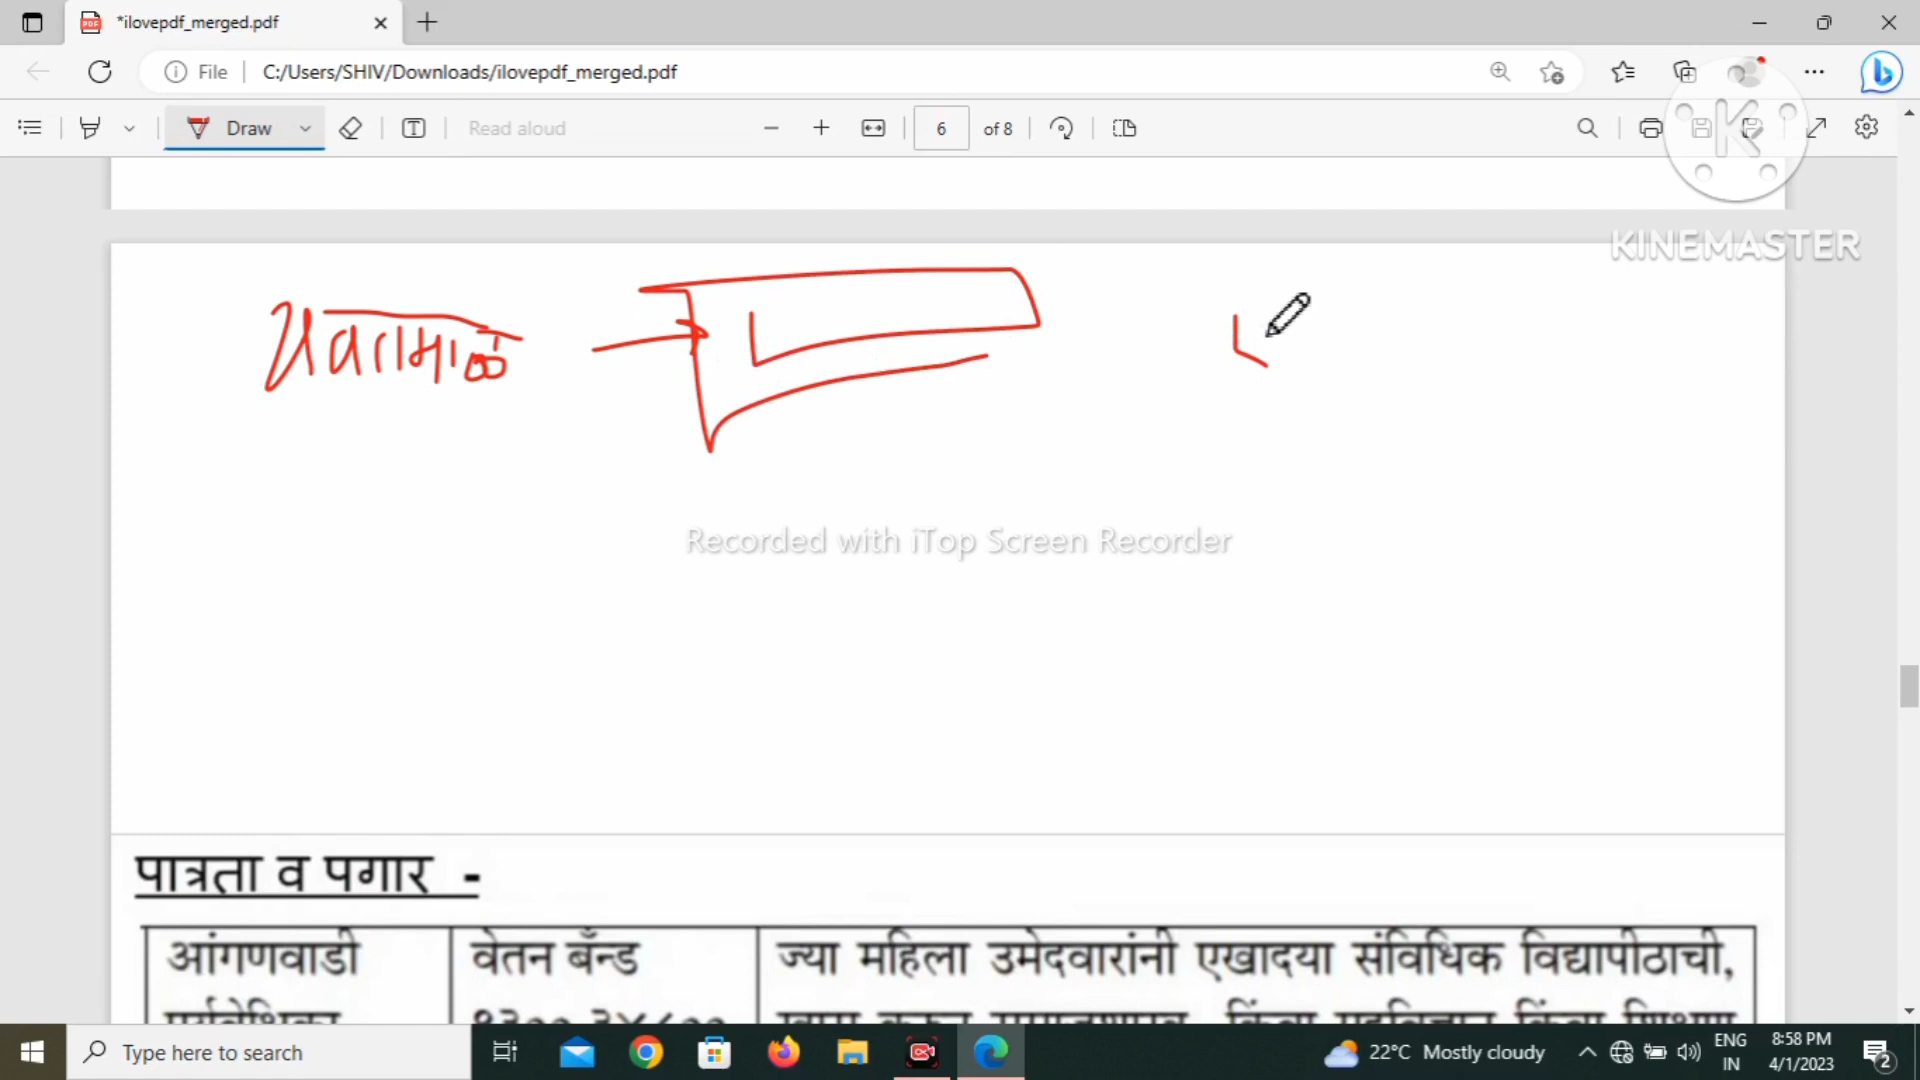 *ilovepdf_merged.pdf
File C:/Users/SHIV/Downloads/ilovepdf_merged.pdf
Draw Read aloud 6 of 8
KINEMASTER
Recorded with iTop Screen Recorder
पात्रता व पगार -
आंगणवाडी वेतन बँन्ड ज्या महिला उमेदवारांनी एखादया संविधिक विद्यापीठाची,
Type here to search 22°C Mostly cloudy ENG 8:58 PM
IN 4/1/2023 2